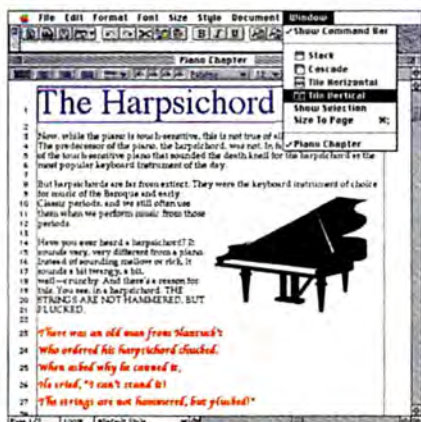 File Edit Format Font Size Style Document Window
✓Show Command Bar
Stack
Cascade
Tile Horizontal
Tile Vertical
Show Selection
Size To Page ⌘;
✓Piano Chapter
Piano Chapter
Palatino 12
The Harpsichord
Now, while the piano is touch-sensitive, this is not true of all
The predecessor of the piano, the harpsichord, was not. In
of the touch-sensitive piano that sounded the death knell for the harpsichord as the
most popular keyboard instrument of the day.
But harpsichords are far from extinct. They were the keyboard instrument of choice
for music of the Baroque and early
Classic periods, and we still often use
them when we perform music from those
periods.
Have you ever heard a harpsichord? It
sounds very, very different from a piano.
Instead of sounding mellow or rich, it
sounds a bit twangy, a bit,
well—crunchy. And there's a reason for
this. You see, in a harpsichord, THE
STRINGS ARE NOT HAMMERED, BUT
PLUCKED.
There was an old man from Nantuck't
Who ordered his harpsichord chucked.
When asked why he canned it,
He cried, "I can't stand it!
The strings are not hammered, but plucked!"